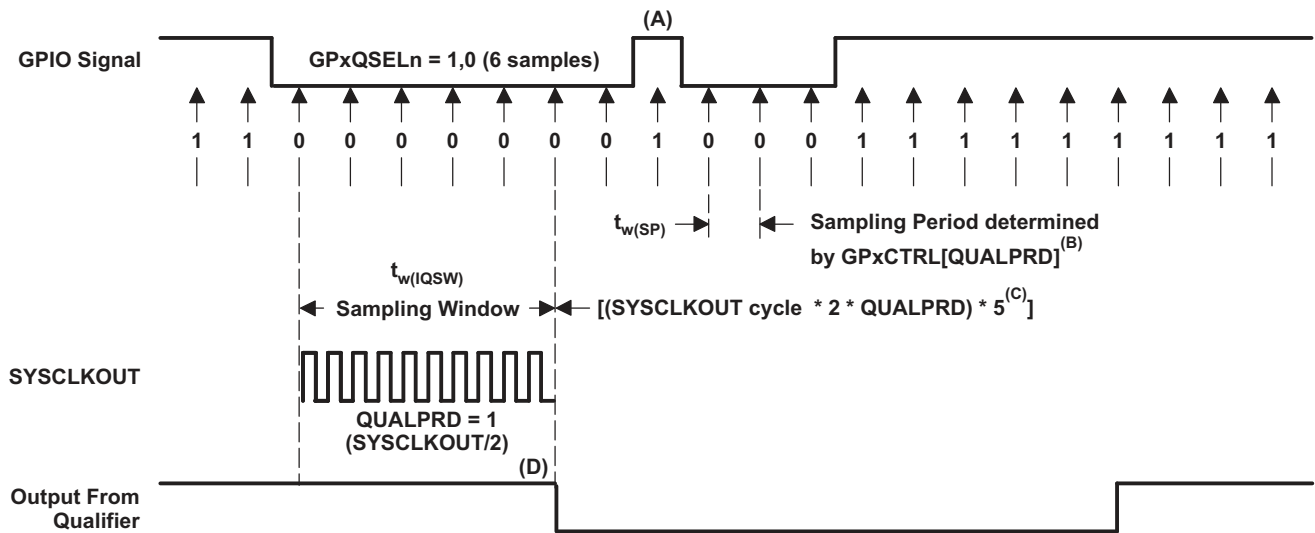 (A)
GPIO Signal
GPxQSELn = 1,0 (6 samples)
1 1 0 0 0 0 0 0 0 1 0 0 0 1 1 1 1 1 1 1 1 1
tw(SP)
Sampling Period determined
by GPxCTRL[QUALPRD](B)
tw(IQSW)
Sampling Window
[(SYSCLKOUT cycle * 2 * QUALPRD) * 5(C)]
SYSCLKOUT
QUALPRD = 1
(SYSCLKOUT/2)
(D)
Output From
Qualifier